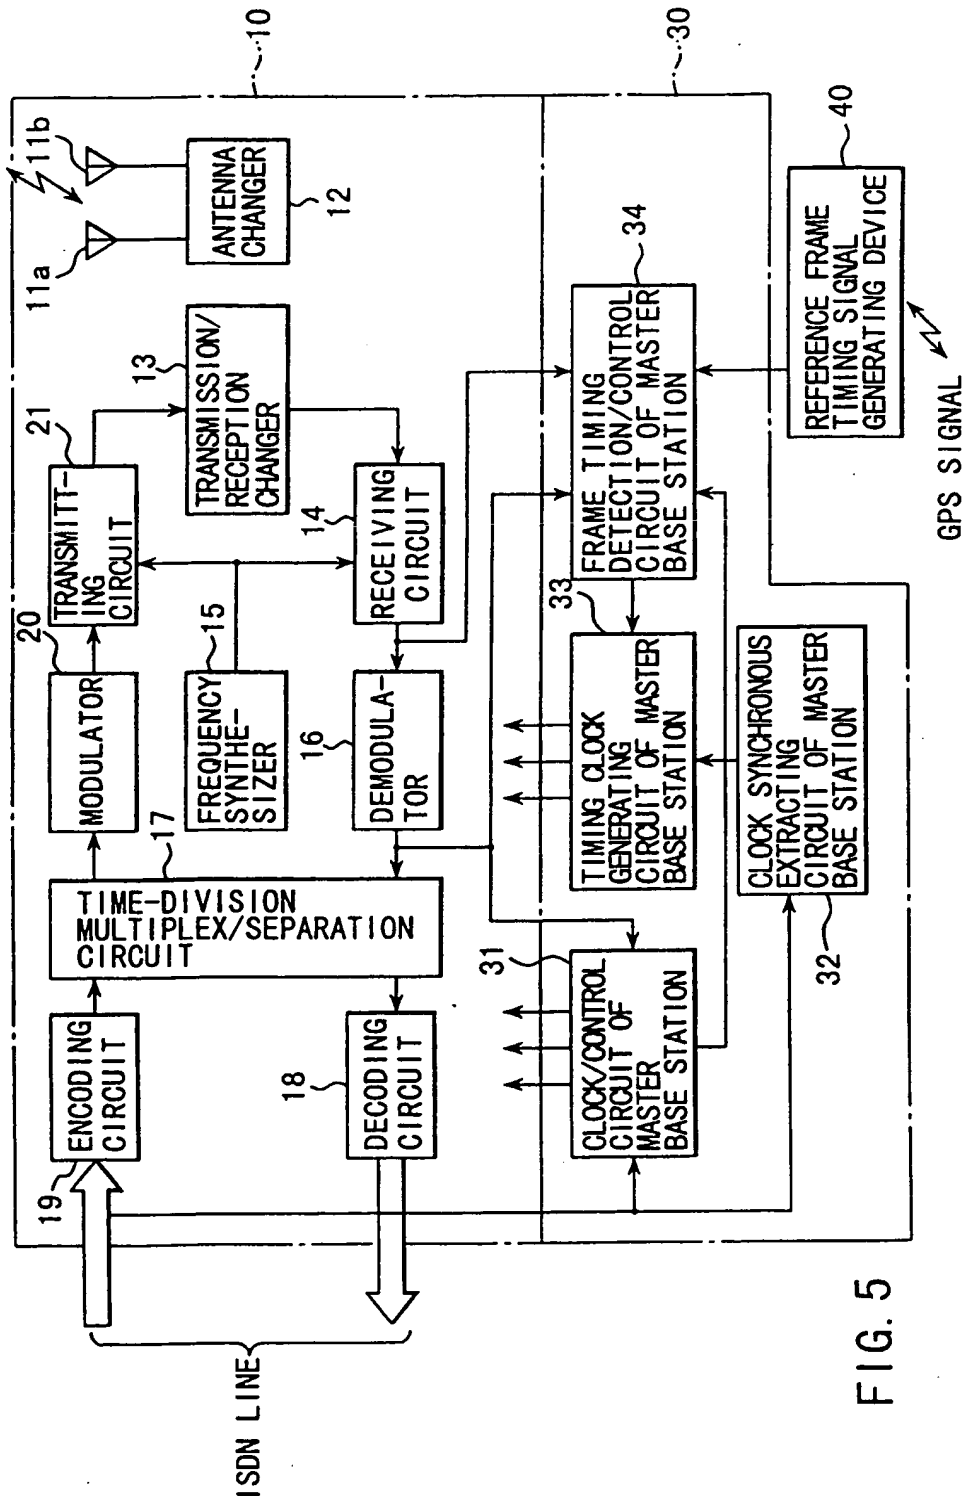 ISDN LINE
19
ENCODING
CIRCUIT
18
DECODING
CIRCUIT
17
TIME-DIVISION
MULTIPLEX/SEPARATION
CIRCUIT
20
MODULATOR
15
FREQUENCY
SYNTHE-
SIZER
16
DEMODULA-
TOR
21
TRANSMITT-
ING
CIRCUIT
14
RECEIVING
CIRCUIT
13
TRANSMISSION/
RECEPTION
CHANGER
11a
11b
ANTENNA
CHANGER
12
10
31
CLOCK/CONTROL
CIRCUIT OF
MASTER
BASE STATION
33
TIMING CLOCK
GENERATING
CIRCUIT OF MASTER
BASE STATION
34
FRAME TIMING
DETECTION/CONTROL
CIRCUIT OF MASTER
BASE STATION
30
32
CLOCK SYNCHRONOUS
EXTRACTING
CIRCUIT OF MASTER
BASE STATION
40
REFERENCE FRAME
TIMING SIGNAL
GENERATING DEVICE
GPS SIGNAL
FIG. 5